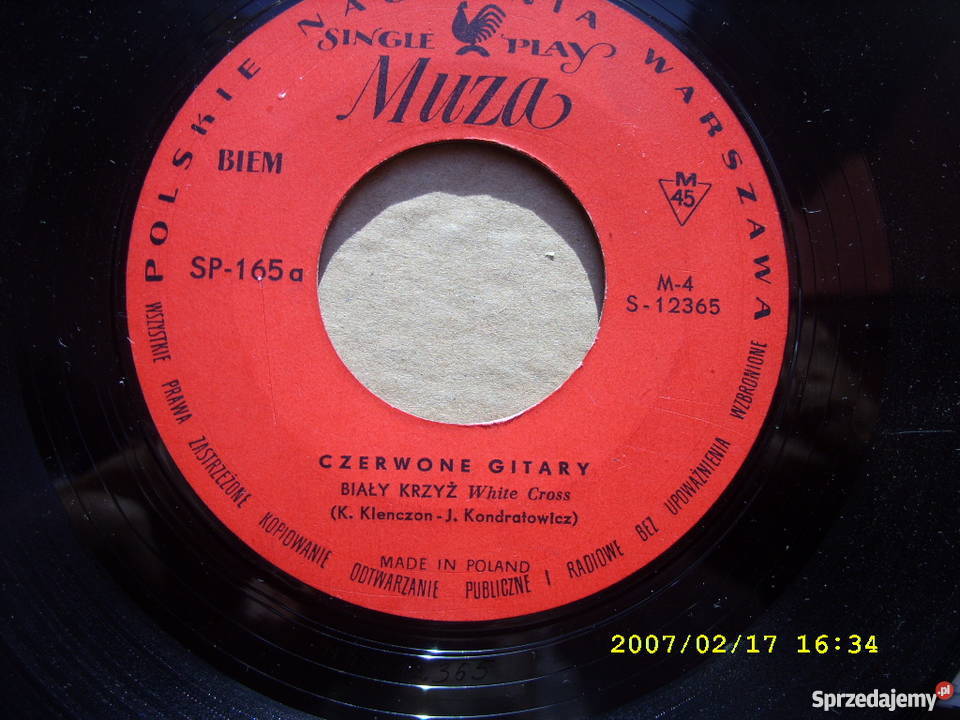 POLSKIE NAGRANIA WARSZAWA
SINGLE PLAY
Muza
BIEM
M
45
SP-165a
M-4
S-12365
CZERWONE GITARY
BIAŁY KRZYŻ White Cross
(K. Klenczon - J. Kondratowicz)
MADE IN POLAND
WSZYSTKIE PRAWA ZASTRZEŻONE KOPIOWANIE ODTWARZANIE PUBLICZNE I RADIOWE BEZ UPOWAŻNIENIA WZBRONIONE
2007/02/17 16:34
Sprzedajemy.pl